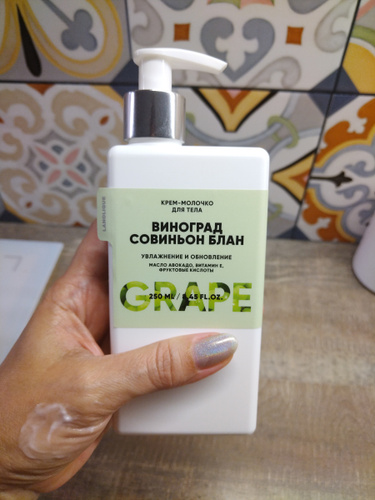 КРЕМ-МОЛОЧКО
ДЛЯ ТЕЛА
ВИНОГРАД
СОВИНЬОН БЛАН
УВЛАЖНЕНИЕ И ОБНОВЛЕНИЕ
МАСЛО АВОКАДО, ВИТАМИН Е,
ФРУКТОВЫЕ КИСЛОТЫ
GRAPE
250 ML / 8.45 FL.OZ.